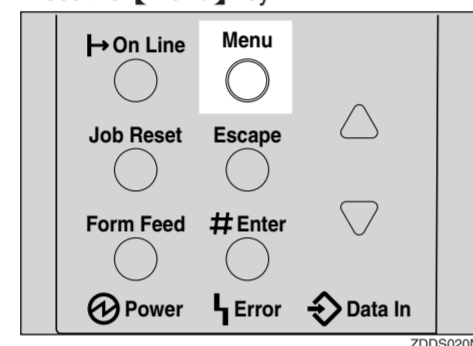 On Line Menu
Job Reset Escape
Form Feed # Enter
Power Error Data In